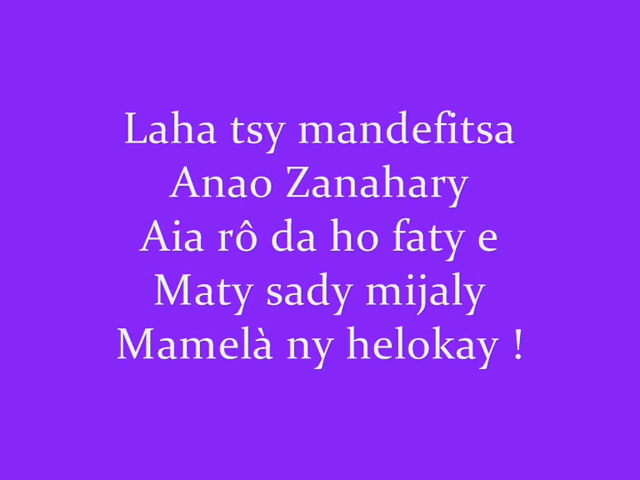 Laha tsy mandefitsa
Anao Zanahary
Aia rô da ho faty e
Maty sady mijaly
Mamelà ny helokay !